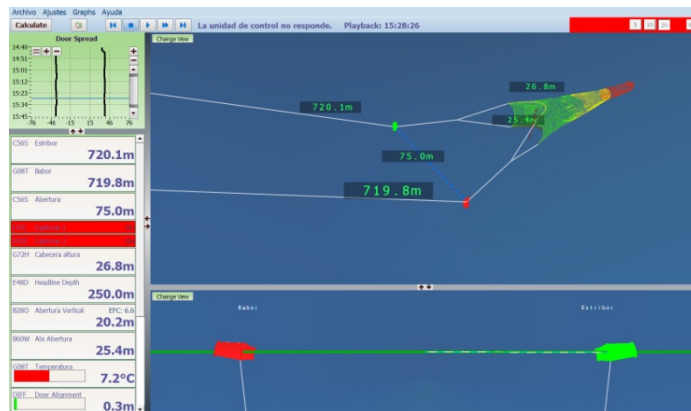 Archivo Ajustes Graphs Ayuda
Calculate
La unidad de control no responde. Playback: 15:28:26
Door Spread
14:40
14:51
15:01
15:12
15:23
15:34
15:45
-76 -46 -15 15 46 76
C56S Estribor
720.1m
G08T Babor
719.8m
C56S Abertura
75.0m
G72H Cabecera altura
26.8m
E48D Headline Depth
250.0m
B28O Abertura Vertical EFC: 6.6
20.2m
B60W Ala Abertura
25.4m
G08T Temperatura
7.2°C
DIFF Door Alignment
0.3m
Change View
26.8m
720.1m
25.4m
75.0m
719.8m
Change View
Babor Estribor